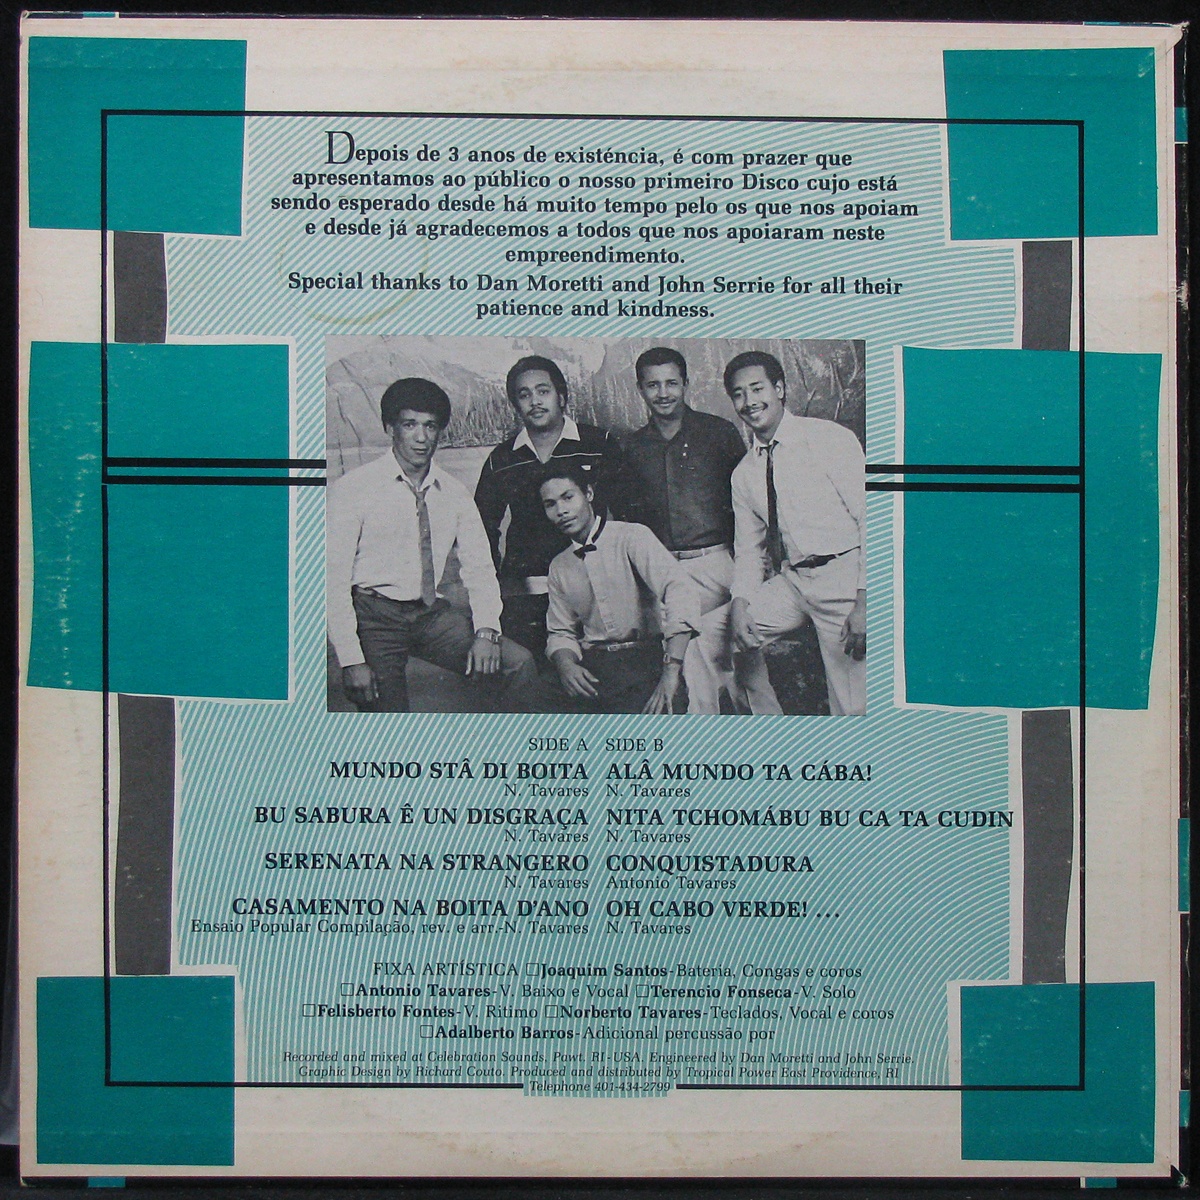 Depois de 3 anos de existéncia, é com prazer que
apresentamos ao público o nosso primeiro Disco cujo está
sendo esperado desde há muito tempo pelo os que nos apoiam
e desde já agradecemos a todos que nos apoiaram neste
empreendimento.
Special thanks to Dan Moretti and John Serrie for all their
patience and kindness.
SIDE A
MUNDO STÂ DI BOITA
N. Tavares
BU SABURA Ê UN DISGRAÇA
N. Tavares
SERENATA NA STRANGERO
N. Tavares
CASAMENTO NA BOITA D'ANO
Ensaio Popular Compilação, rev. e arr.-N. Tavares
SIDE B
ALÂ MUNDO TA CÁBA!
N. Tavares
NITA TCHOMÁBU BU CA TA CUDIN
N. Tavares
CONQUISTADURA
Antonio Tavares
OH CABO VERDE! ...
N. Tavares
FIXA ARTÍSTICA □Joaquim Santos-Bateria, Congas e coros
□Antonio Tavares-V. Baixo e Vocal □Terencio Fonseca-V. Solo
□Felisberto Fontes-V. Ritimo □Norberto Tavares-Teclados, Vocal e coros
□Adalberto Barros-Adicional percussão por
Recorded and mixed at Celebration Sounds, Pawt, RI-USA. Engineered by Dan Moretti and John Serrie.
Graphic Design by Richard Couto. Produced and distributed by Tropical Power East Providence, RI
Telephone 401-434-2799